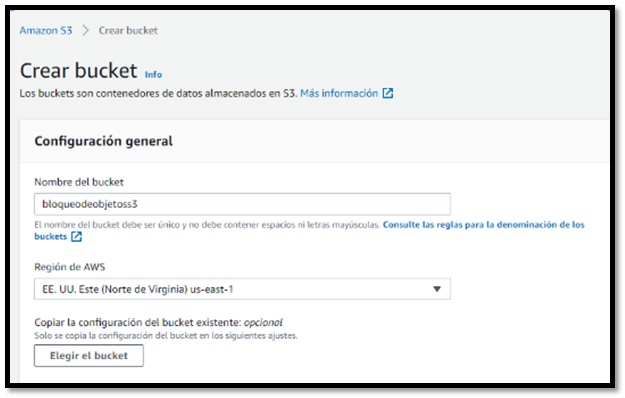 Amazon S3 > Crear bucket
Crear bucket Info
Los buckets son contenedores de datos almacenados en S3. Más información
Configuración general
Nombre del bucket
bloqueodeobjetoss3
El nombre del bucket debe ser único y no debe contener espacios ni letras mayúsculas. Consulte las reglas para la denominación de los
buckets
Región de AWS
EE. UU. Este (Norte de Virginia) us-east-1
Copiar la configuración del bucket existente: opcional
Solo se copia la configuración del bucket en los siguientes ajustes.
Elegir el bucket